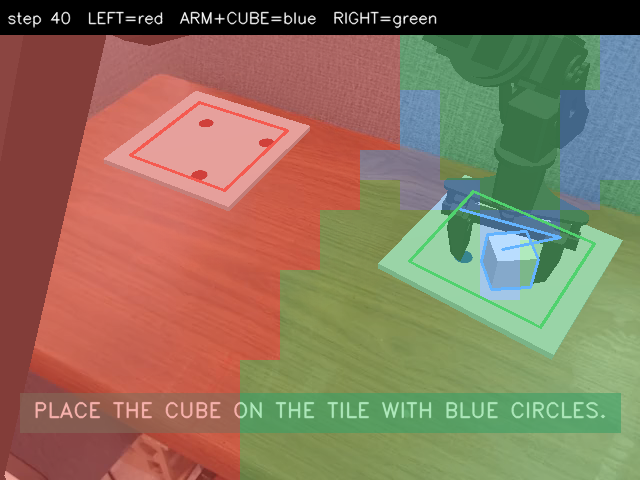 step 40 LEFT=red ARM+CUBE=blue RIGHT=green
PLACE THE CUBE ON THE TILE WITH BLUE CIRCLES.